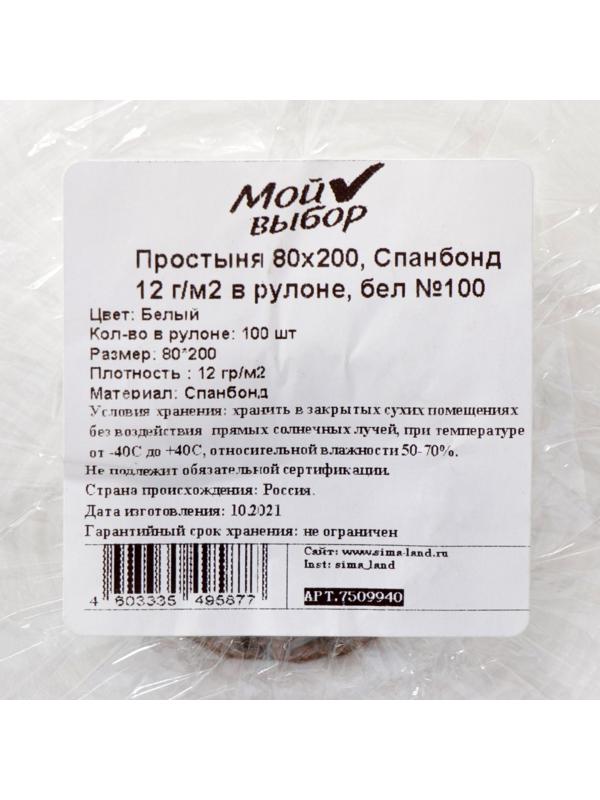 Мой
выбор
Простыня 80х200, Спанбонд
12 г/м2 в рулоне, бел №100
Цвет: Белый
Кол-во в рулоне: 100 шт
Размер: 80*200
Плотность : 12 гр/м2
Материал: Спанбонд
Условия хранения: хранить в закрытых сухих помещениях
без воздействия прямых солнечных лучей, при температуре
от -40С до +40С, относительной влажности 50-70%.
Не подлежит обязательной сертификации.
Страна происхождения: Россия.
Дата изготовления: 10.2021
Гарантийный срок хранения: не ограничен
Сайт: www.sima-land.ru
Inst: sima_land
АРТ.7509940
4 603335 495877